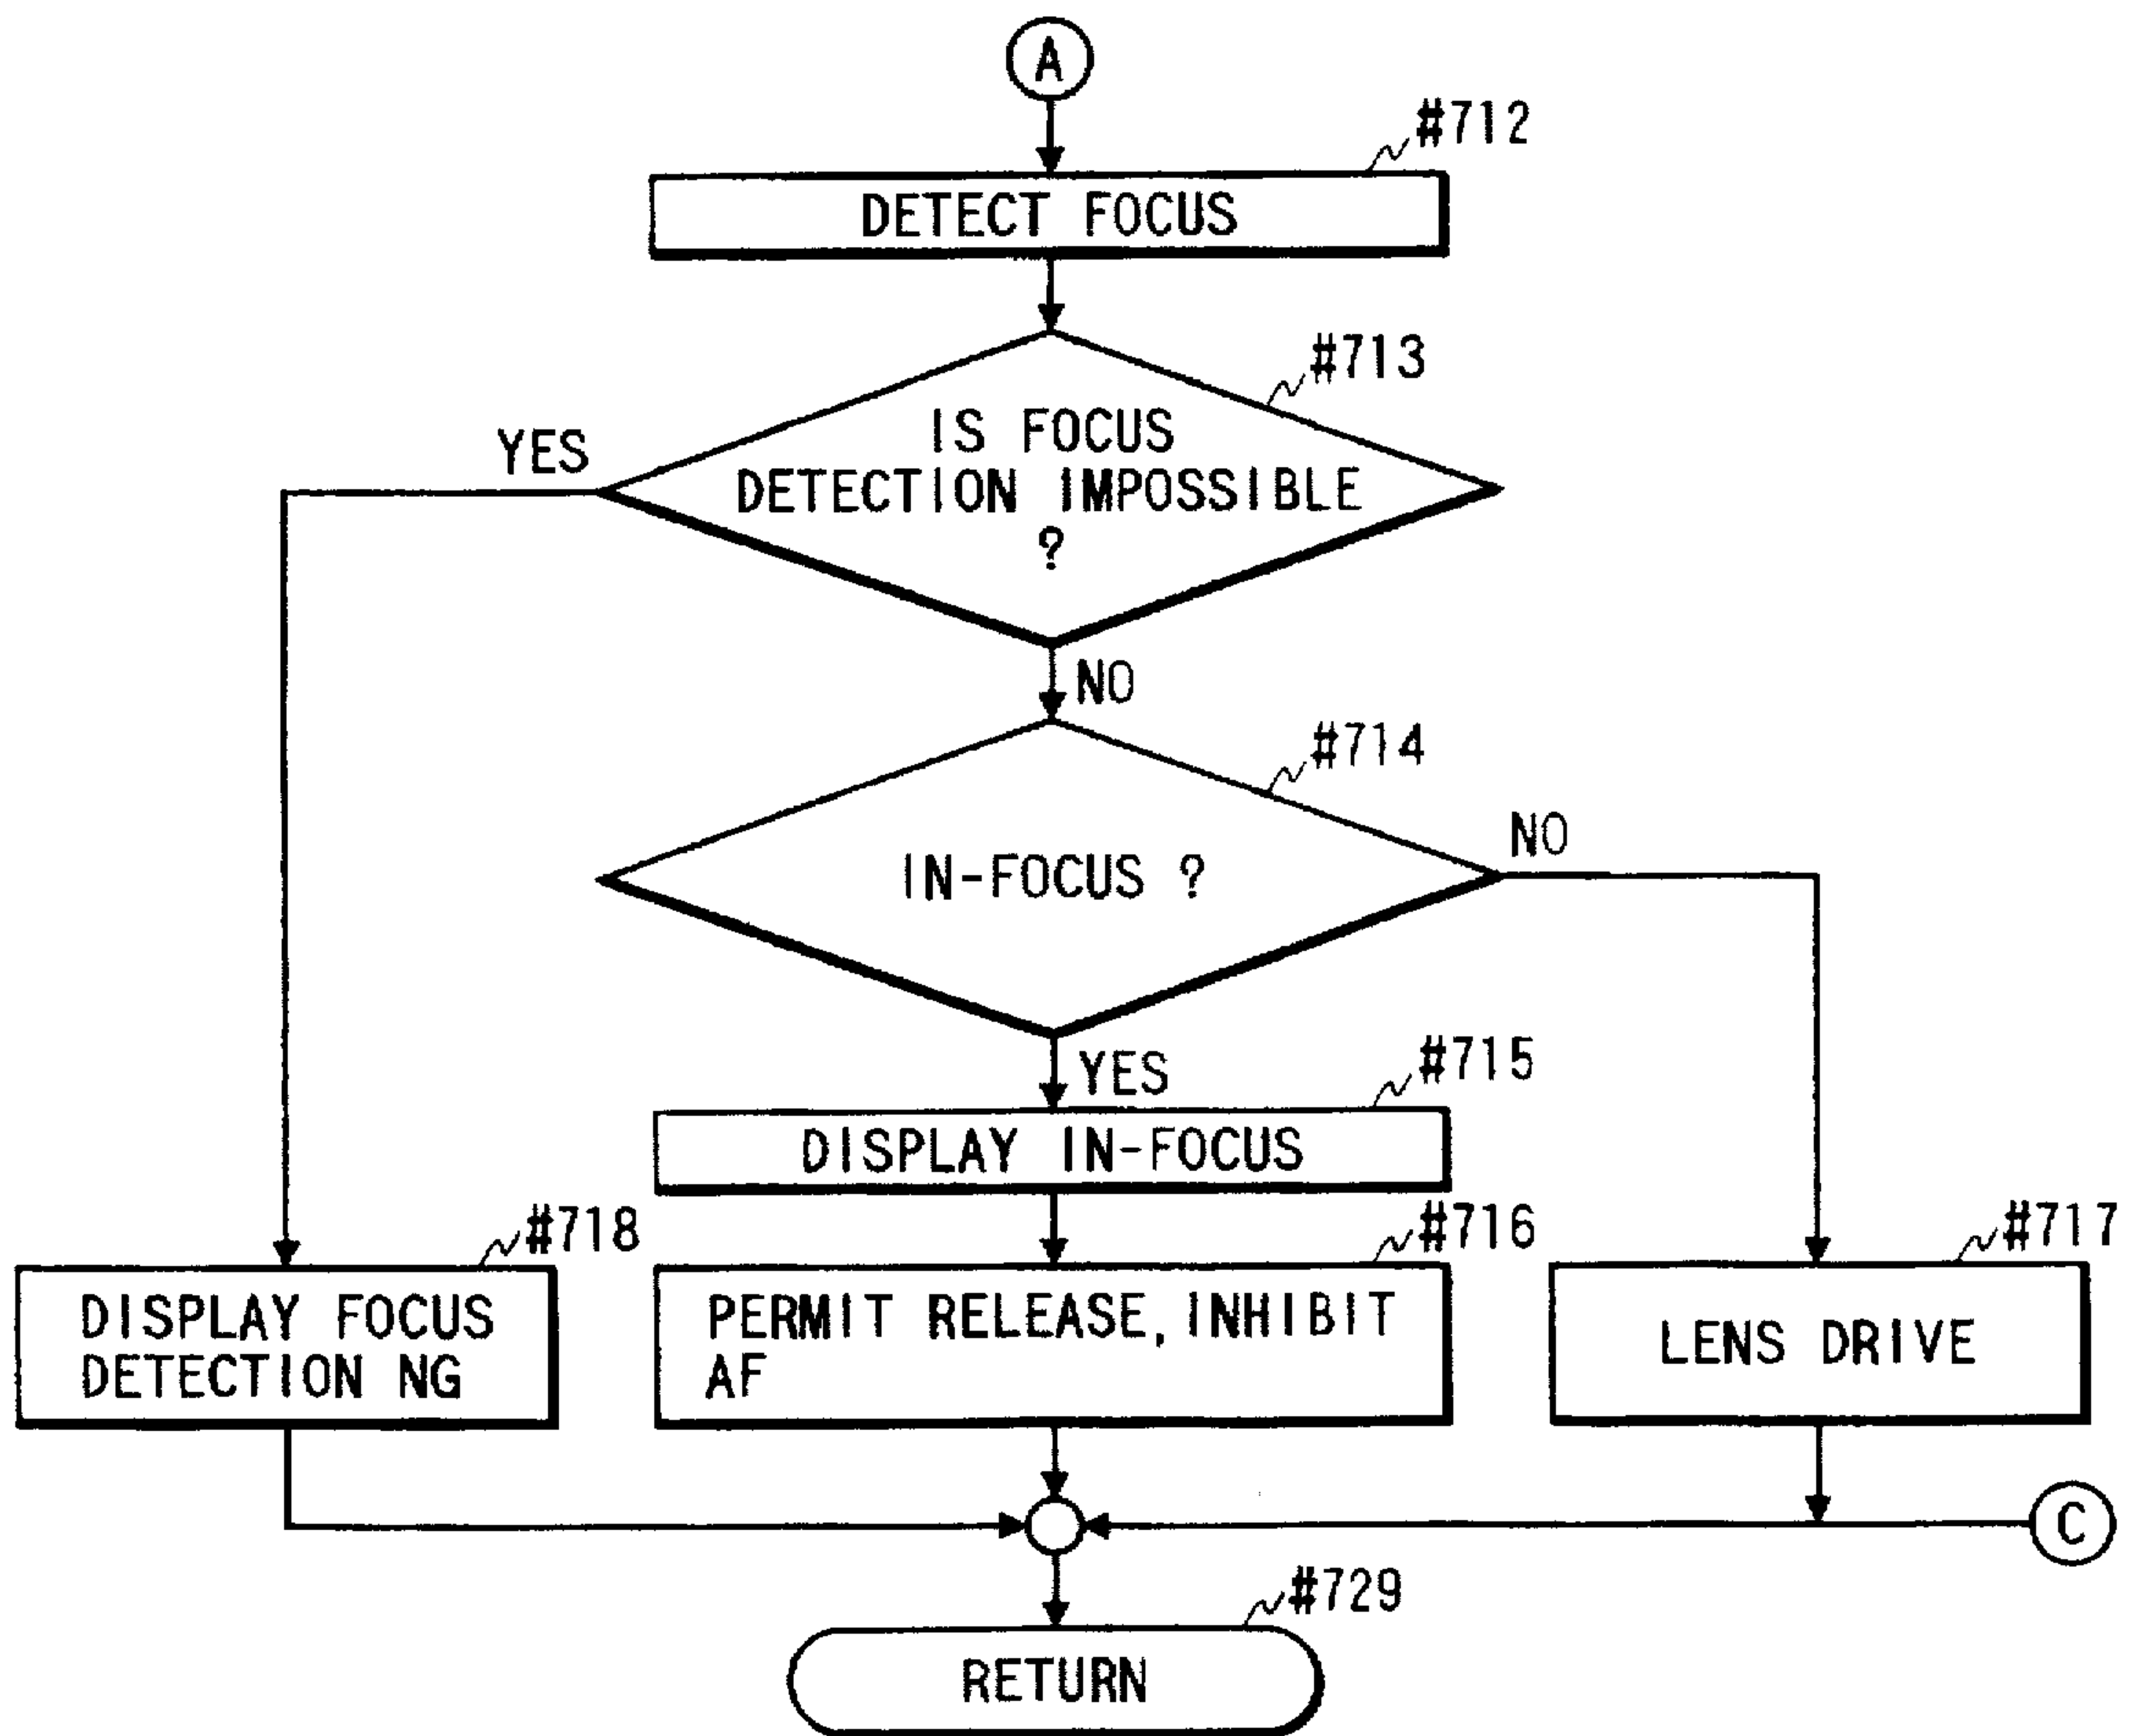 A
#712
DETECT FOCUS
#713
IS FOCUS
DETECTION IMPOSSIBLE
?
YES
NO
#714
IN-FOCUS ?
NO
YES
#715
DISPLAY IN-FOCUS
#718
DISPLAY FOCUS
DETECTION NG
#716
PERMIT RELEASE, INHIBIT
AF
#717
LENS DRIVE
C
#729
RETURN